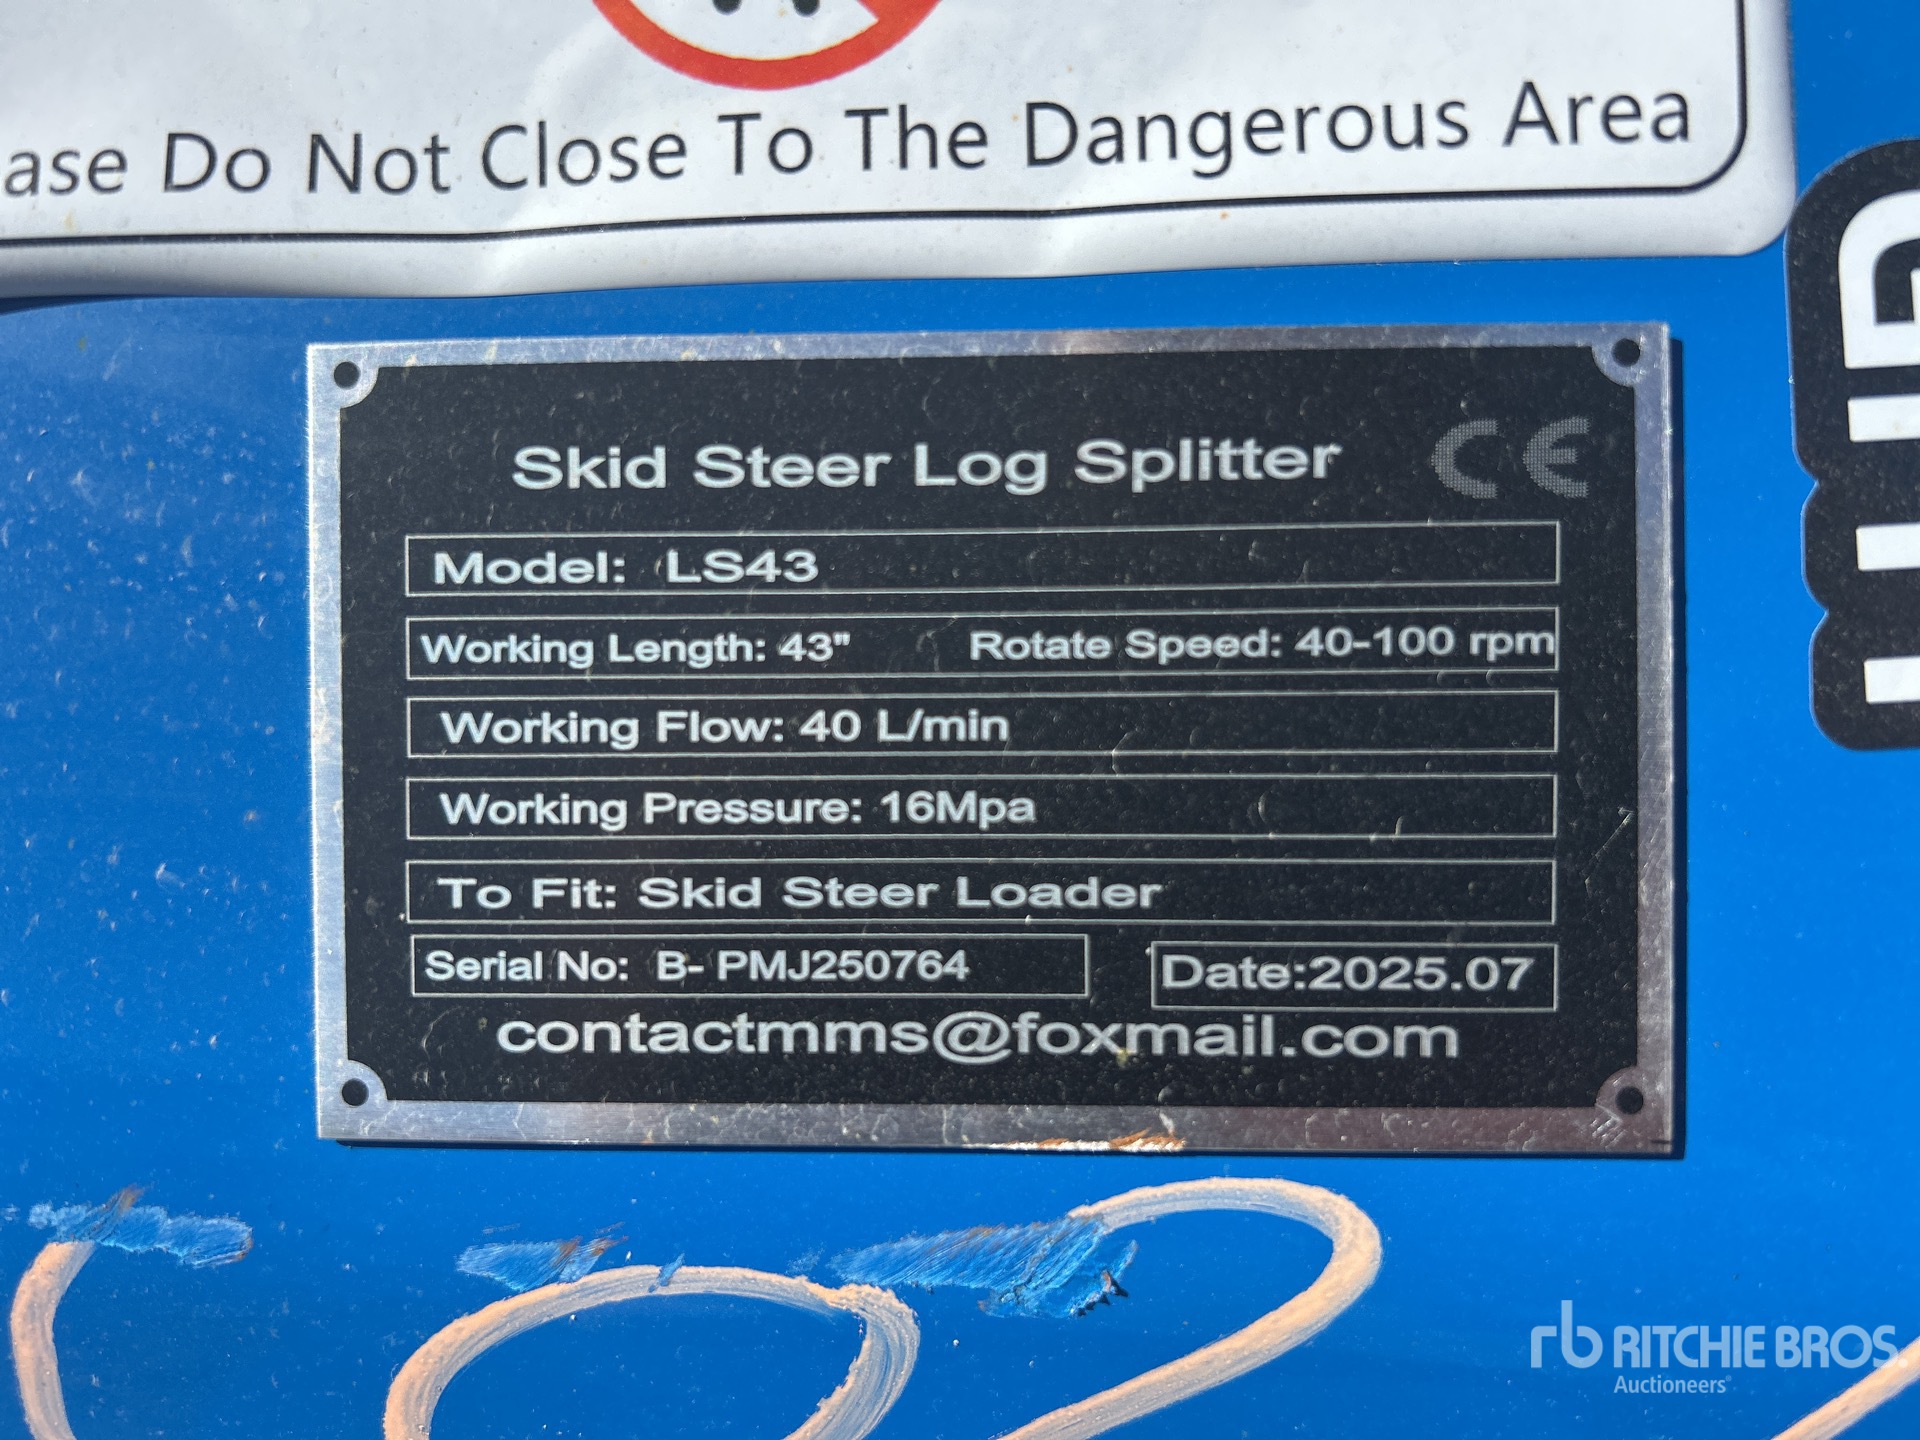 ase Do Not Close To The Dangerous Area
Skid Steer Log Splitter CE
Model: LS43
Working Length: 43" Rotate Speed: 40-100 rpm
Working Flow: 40 L/min
Working Pressure: 16Mpa
To Fit: Skid Steer Loader
Serial No: B- PMJ250764 Date:2025.07
contactmms@foxmail.com
rb RITCHIE BROS.
Auctioneers